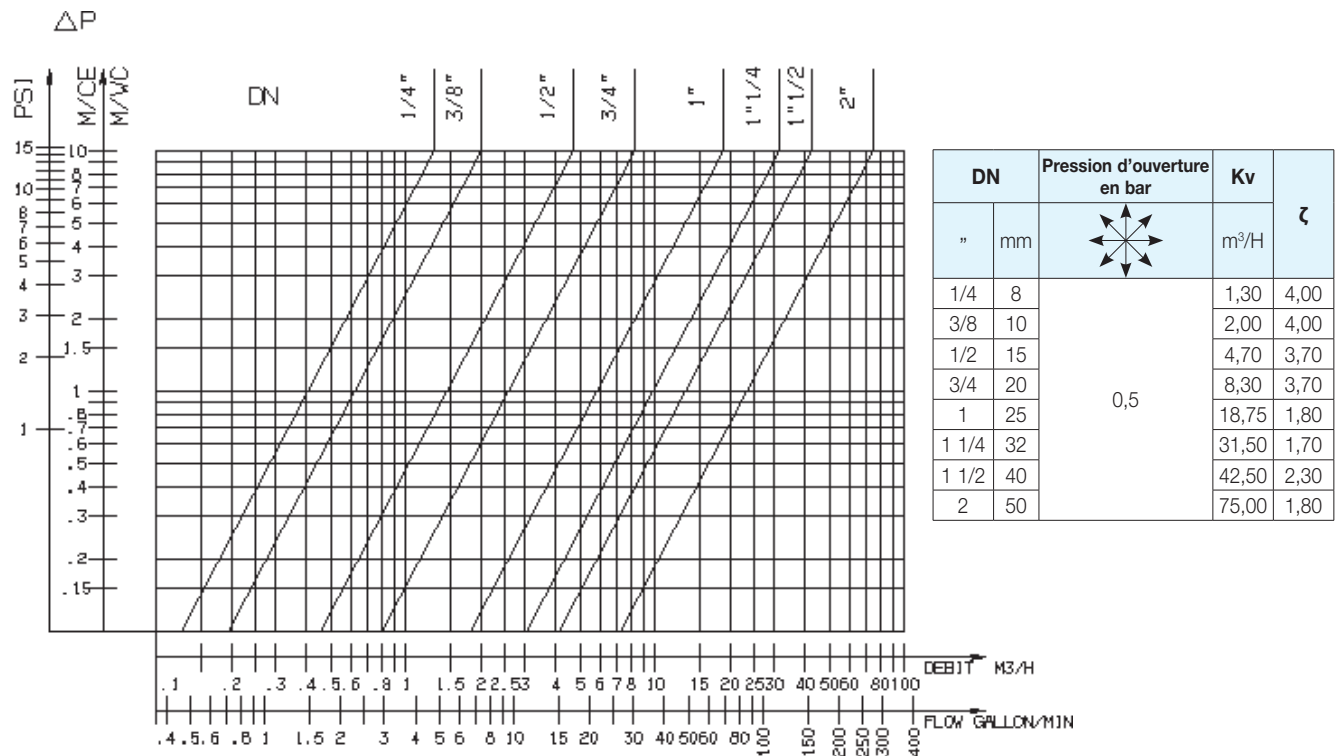 △P
PSI
M/CE
M/WC
DN
1/4"
3/8"
1/2"
3/4"
1"
1"1/4
1"1/2
2"
15
10
8
7
6
5
4
3
2
1
10
8
7
6
5
4
3
2
1.5
1
.8
.7
.6
.5
.4
.3
.2
.15
.1 .2 .3 .4 .5 .6 .8 1 1.5 2 2.5 3 4 5 6 7 8 10 15 20 25 30 40 50 60 80 100
DEBIT M3/H
.4 .5 .6 .8 1 1.5 2 3 4 5 6 8 10 15 20 30 40 50 60 80 100 150 200 250 300 400
FLOW GALLON/MIN
DN Pression d'ouverture en bar Kv ζ
" mm m³/H
1/4 8 1,30 4,00
3/8 10 2,00 4,00
1/2 15 4,70 3,70
3/4 20 8,30 3,70
0,5
1 25 18,75 1,80
1 1/4 32 31,50 1,70
1 1/2 40 42,50 2,30
2 50 75,00 1,80